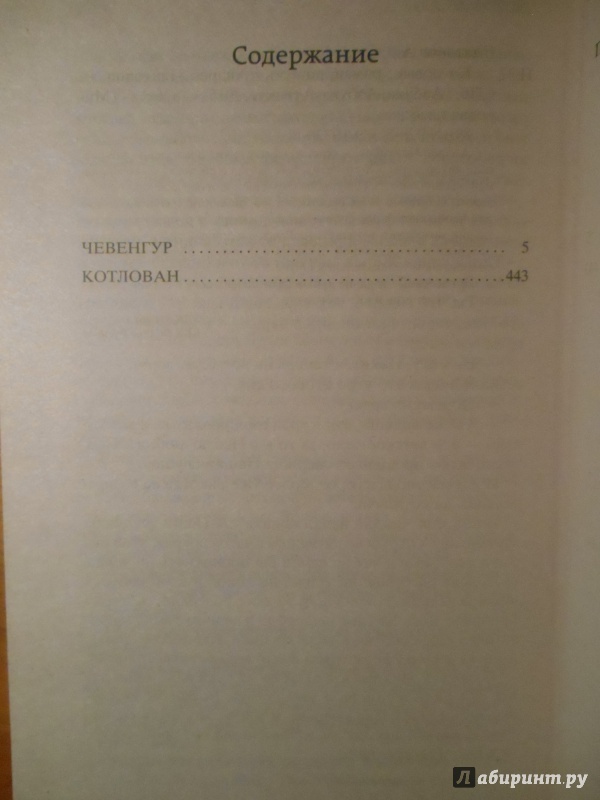 Содержание
ЧЕВЕНГУР ........................................ 5
КОТЛОВАН ........................................443
Лабиринт.ру